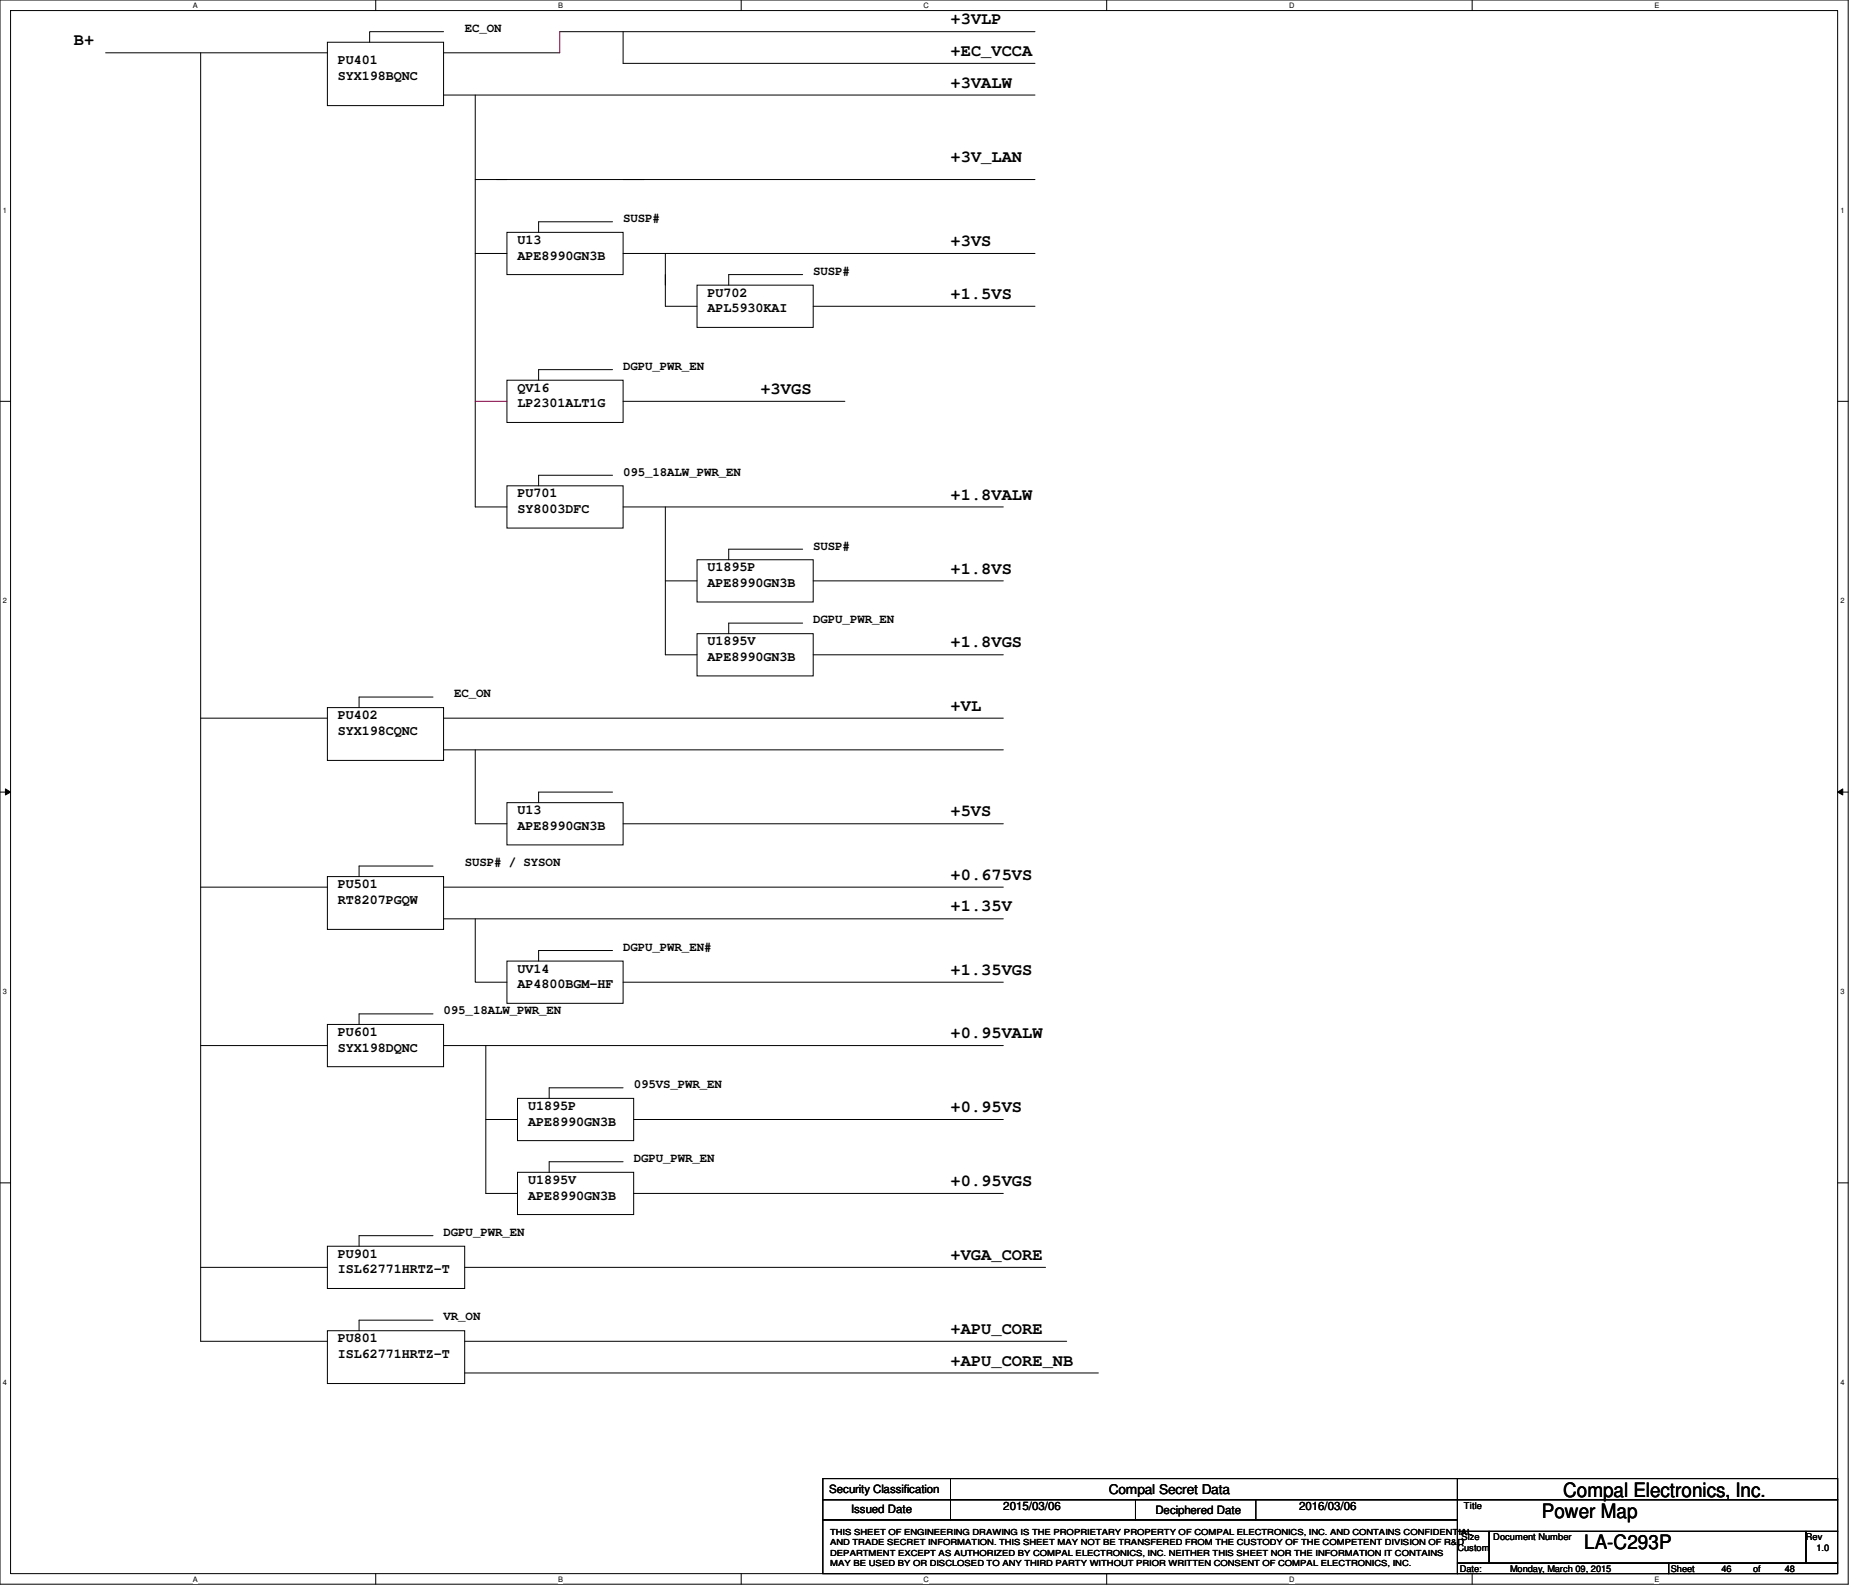 A B C D E
B+
EC_ON
+3VLP
PU401
SYX198BQNC
+EC_VCCA
+3VALW
+3V_LAN
1 1
SUSP#
U13
APE8990GN3B
+3VS
SUSP#
PU702
APL5930KAI
+1.5VS
DGPU_PWR_EN
QV16
LP2301ALT1G
+3VGS
095_18ALW_PWR_EN
PU701
SY8003DFC
+1.8VALW
SUSP#
U1895P
APE8990GN3B
+1.8VS
2 2
DGPU_PWR_EN
U1895V
APE8990GN3B
+1.8VGS
EC_ON
PU402
SYX198CQNC
+VL
U13
APE8990GN3B
+5VS
SUSP# / SYSON
PU501
RT8207PGQW
+0.675VS
+1.35V
DGPU_PWR_EN#
UV14
AP4800BGM-HF
+1.35VGS
3 3
095_18ALW_PWR_EN
PU601
SYX198DQNC
+0.95VALW
095VS_PWR_EN
U1895P
APE8990GN3B
+0.95VS
DGPU_PWR_EN
U1895V
APE8990GN3B
+0.95VGS
DGPU_PWR_EN
PU901
ISL62771HRTZ-T
+VGA_CORE
VR_ON
PU801
ISL62771HRTZ-T
+APU_CORE
+APU_CORE_NB
4 4
Security Classification Compal Secret Data
Issued Date 2015/03/06 Deciphered Date 2016/03/06
THIS SHEET OF ENGINEERING DRAWING IS THE PROPRIETARY PROPERTY OF COMPAL ELECTRONICS, INC. AND CONTAINS CONFIDENTIAL
AND TRADE SECRET INFORMATION. THIS SHEET MAY NOT BE TRANSFERED FROM THE CUSTODY OF THE COMPETENT DIVISION OF R&D
DEPARTMENT EXCEPT AS AUTHORIZED BY COMPAL ELECTRONICS, INC. NEITHER THIS SHEET NOR THE INFORMATION IT CONTAINS
MAY BE USED BY OR DISCLOSED TO ANY THIRD PARTY WITHOUT PRIOR WRITTEN CONSENT OF COMPAL ELECTRONICS, INC.
Compal Electronics, Inc.
Title Power Map
Size Custom Document Number LA-C293P Rev 1.0
Date: Monday, March 09, 2015 Sheet 46 of 48
A B C D E